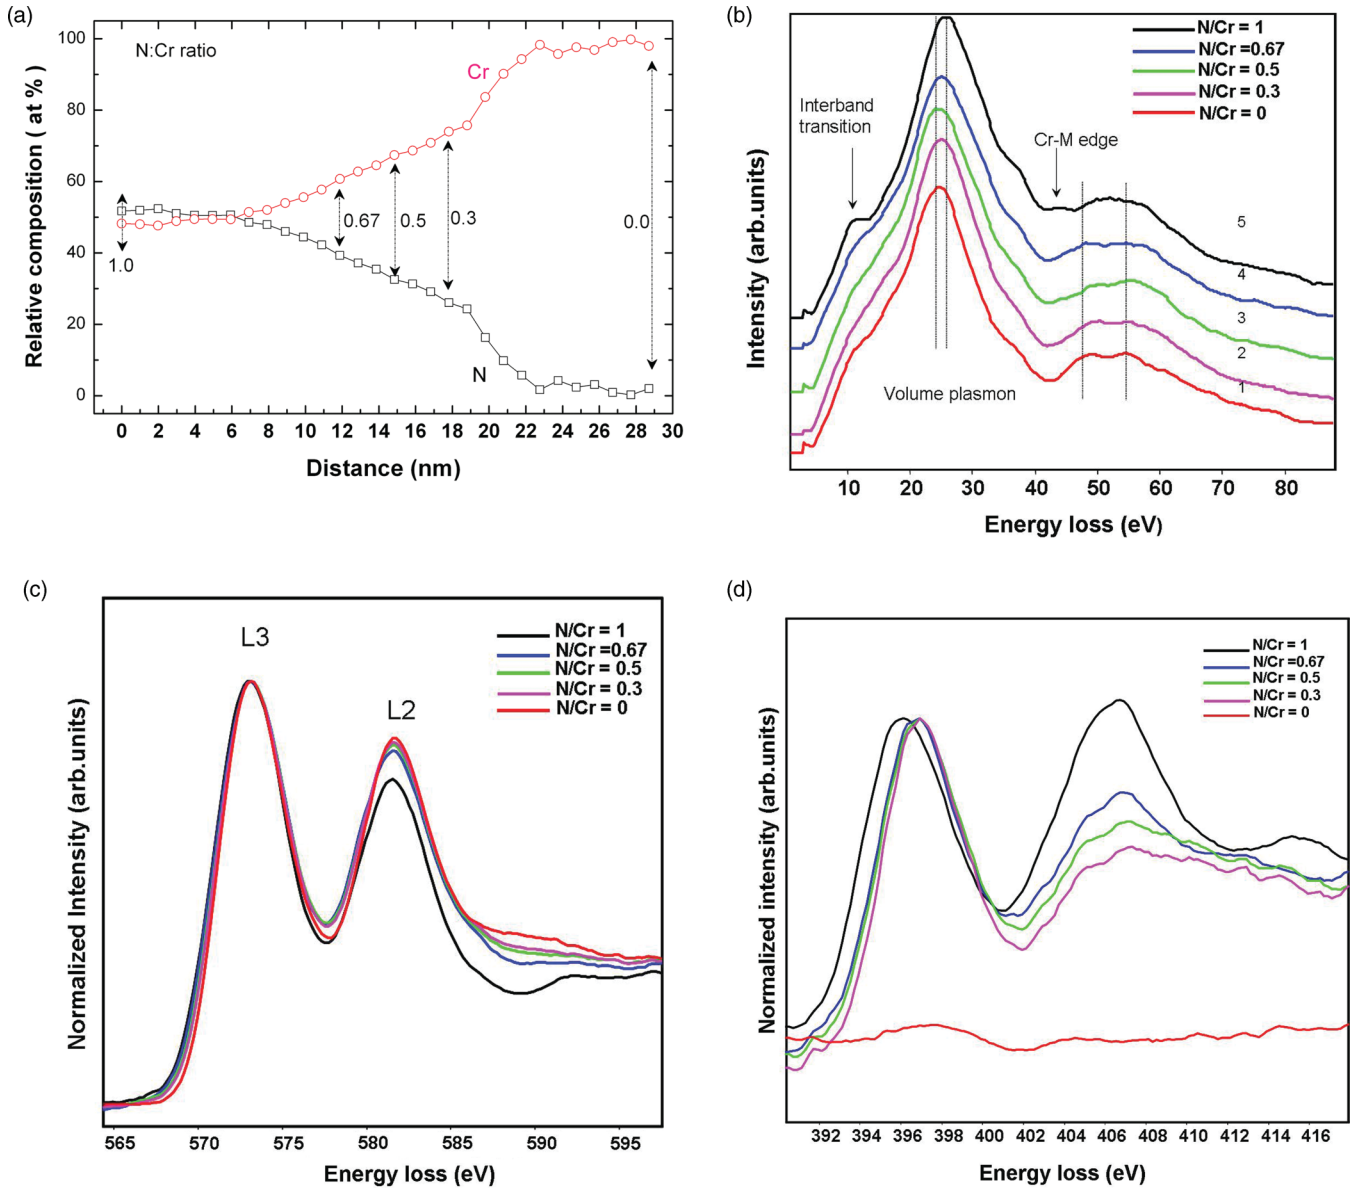 (a)
N:Cr ratio
Cr
N
1.0
0.67
0.5
0.3
0.0
100
80
60
40
20
0
0 2 4 6 8 10 12 14 16 18 20 22 24 26 28 30
Relative composition ( at % )
Distance (nm)
(b)
N/Cr = 1
N/Cr =0.67
N/Cr = 0.5
N/Cr = 0.3
N/Cr = 0
Interband
transition
Cr-M edge
5
4
3
2
1
Volume plasmon
10 20 30 40 50 60 70 80
Intensity (arb.units)
Energy loss (eV)
(c)
L3
L2
N/Cr = 1
N/Cr =0.67
N/Cr = 0.5
N/Cr = 0.3
N/Cr = 0
565 570 575 580 585 590 595
Normalized Intensity (arb.units)
Energy loss (eV)
(d)
N/Cr = 1
N/Cr =0.67
N/Cr = 0.5
N/Cr = 0.3
N/Cr = 0
392 394 396 398 400 402 404 406 408 410 412 414 416
Normalized intensity (arb.units)
Energy loss (eV)